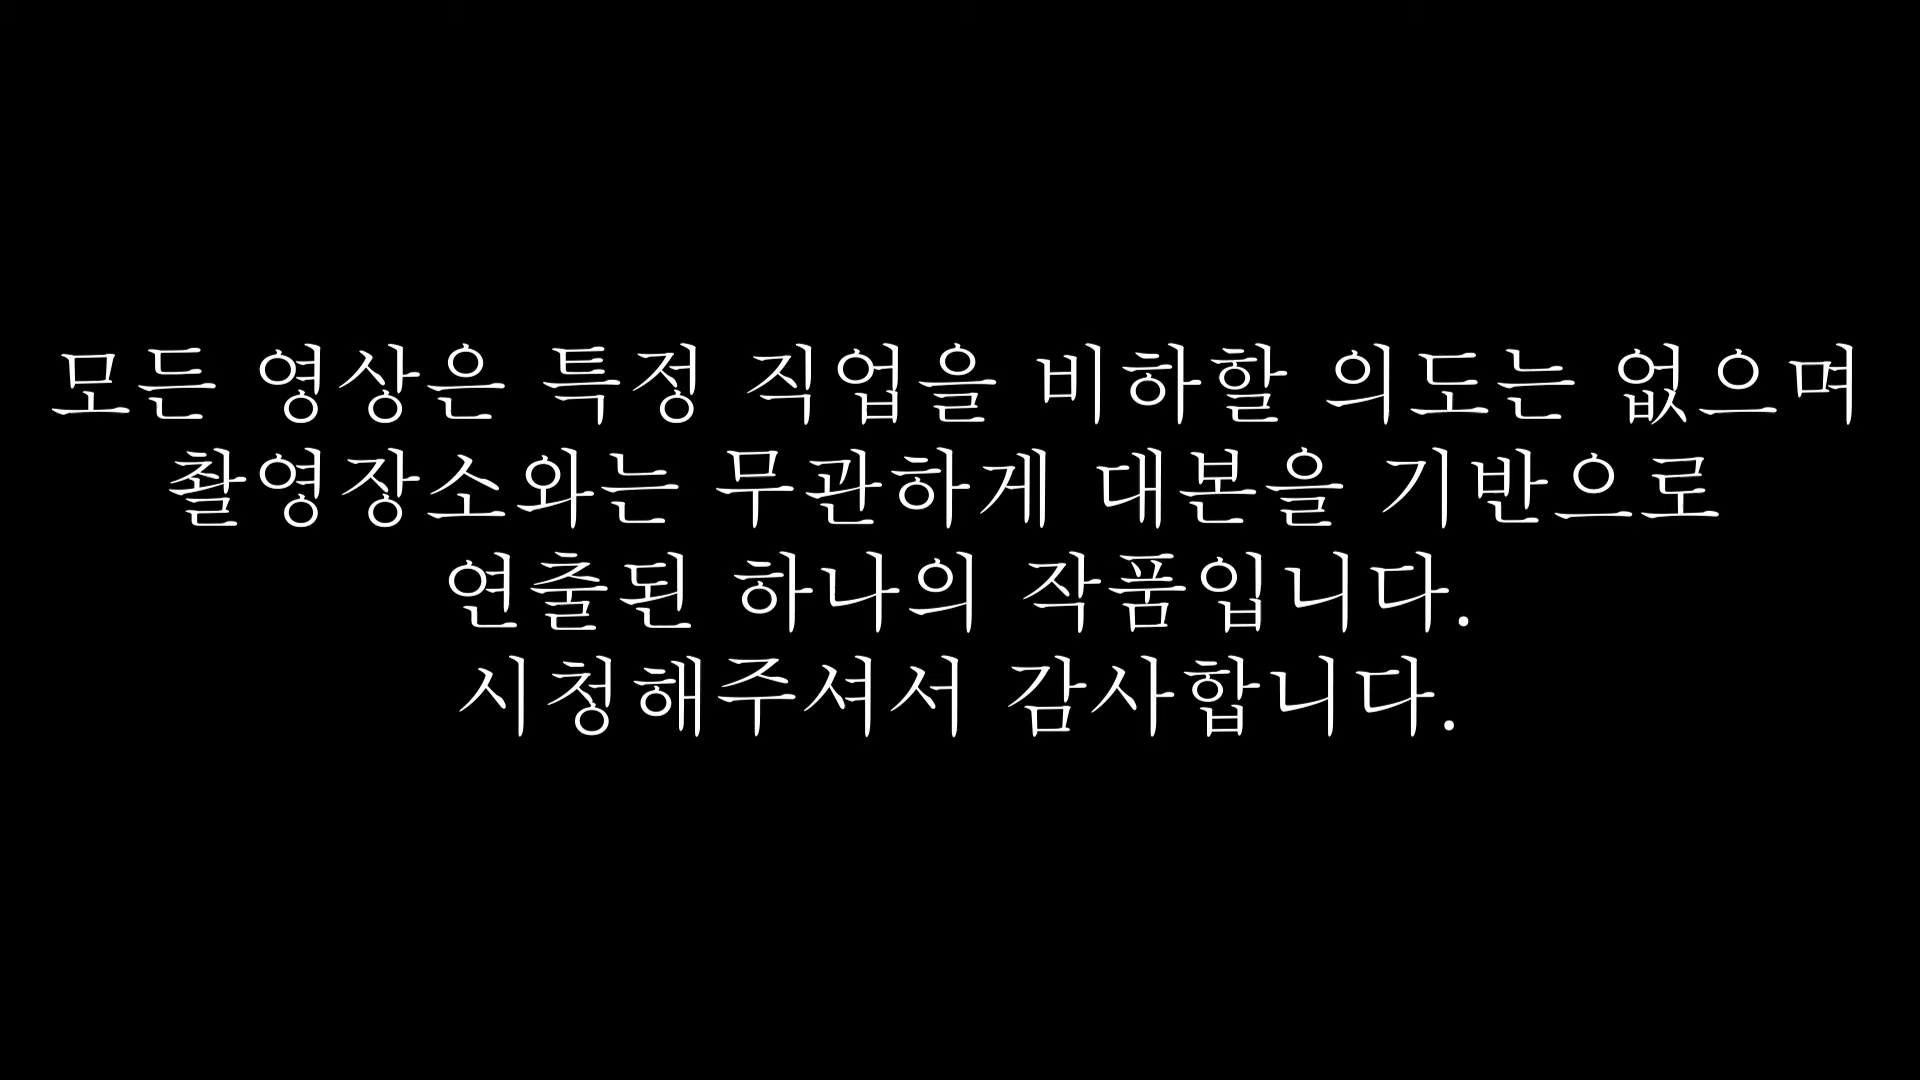 모든 영상은 특정 직업을 비하할 의도는 없으며
촬영장소와는 무관하게 대본을 기반으로
연출된 하나의 작품입니다.
시청해주셔서 감사합니다.